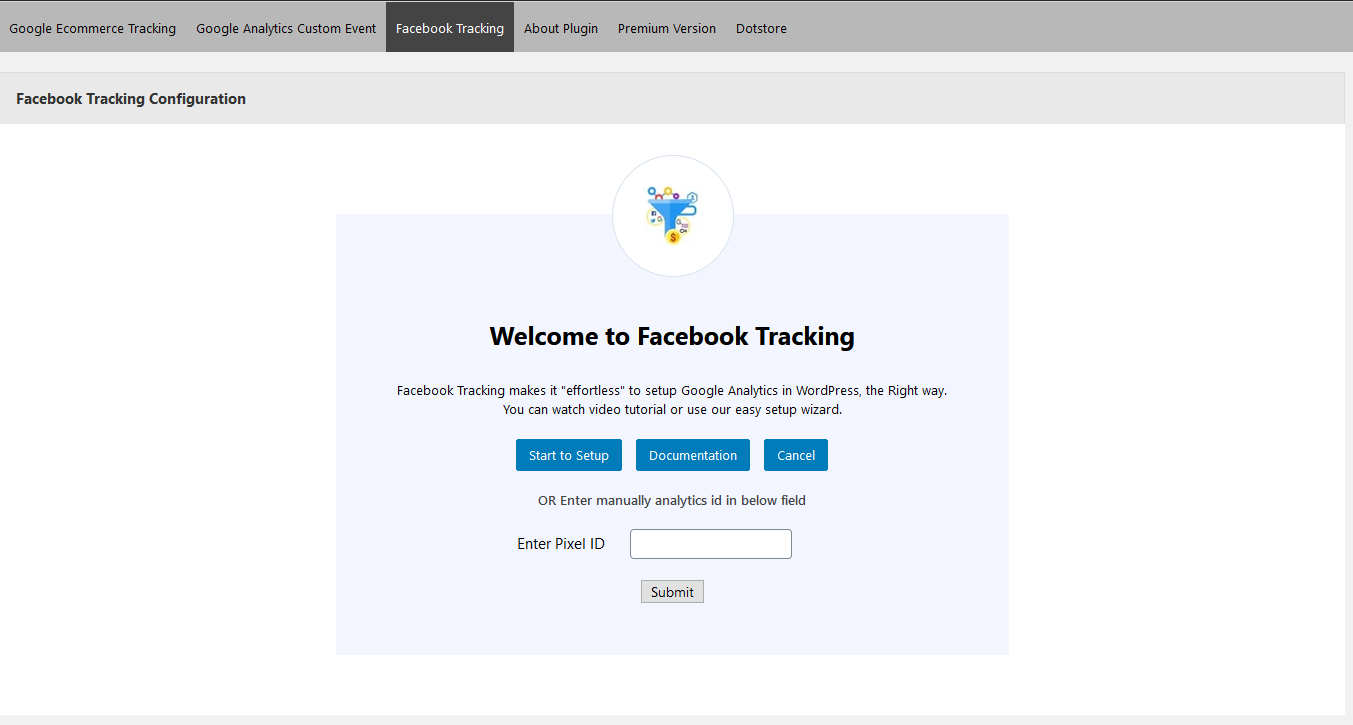 Google Ecommerce Tracking Google Analytics Custom Event Facebook Tracking About Plugin Premium Version Dotstore
Facebook Tracking Configuration
Welcome to Facebook Tracking
Facebook Tracking makes it "effortless" to setup Google Analytics in WordPress, the Right way.
You can watch video tutorial or use our easy setup wizard.
Start to Setup Documentation Cancel
OR Enter manually analytics id in below field
Enter Pixel ID
Submit